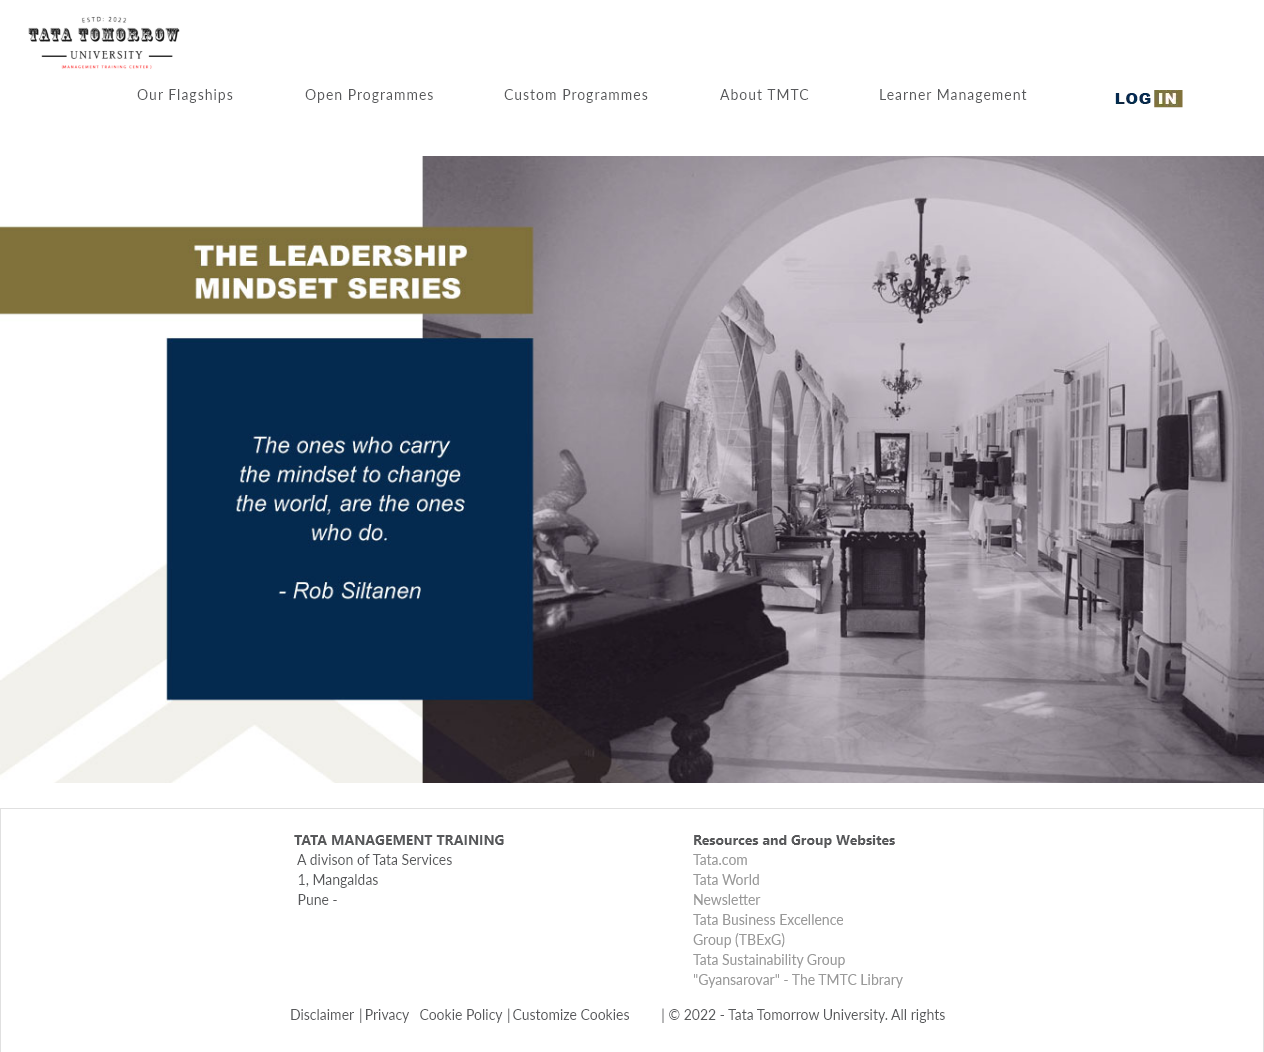 ESTD: 2022
TATA TOMORROW
UNIVERSITY
(MANAGEMENT TRAINING CENTER)
Our Flagships
Open Programmes
Custom Programmes
About TMTC
Learner Management
LOG IN
THE LEADERSHIP
MINDSET SERIES
The ones who carry
the mindset to change
the world, are the ones
who do.
- Rob Siltanen
TATA MANAGEMENT TRAINING
A divison of Tata Services
1, Mangaldas
Pune -
Resources and Group Websites
Tata.com
Tata World
Newsletter
Tata Business Excellence
Group (TBExG)
Tata Sustainability Group
"Gyansarovar" - The TMTC Library
Disclaimer | Privacy Cookie Policy | Customize Cookies | © 2022 - Tata Tomorrow University. All rights